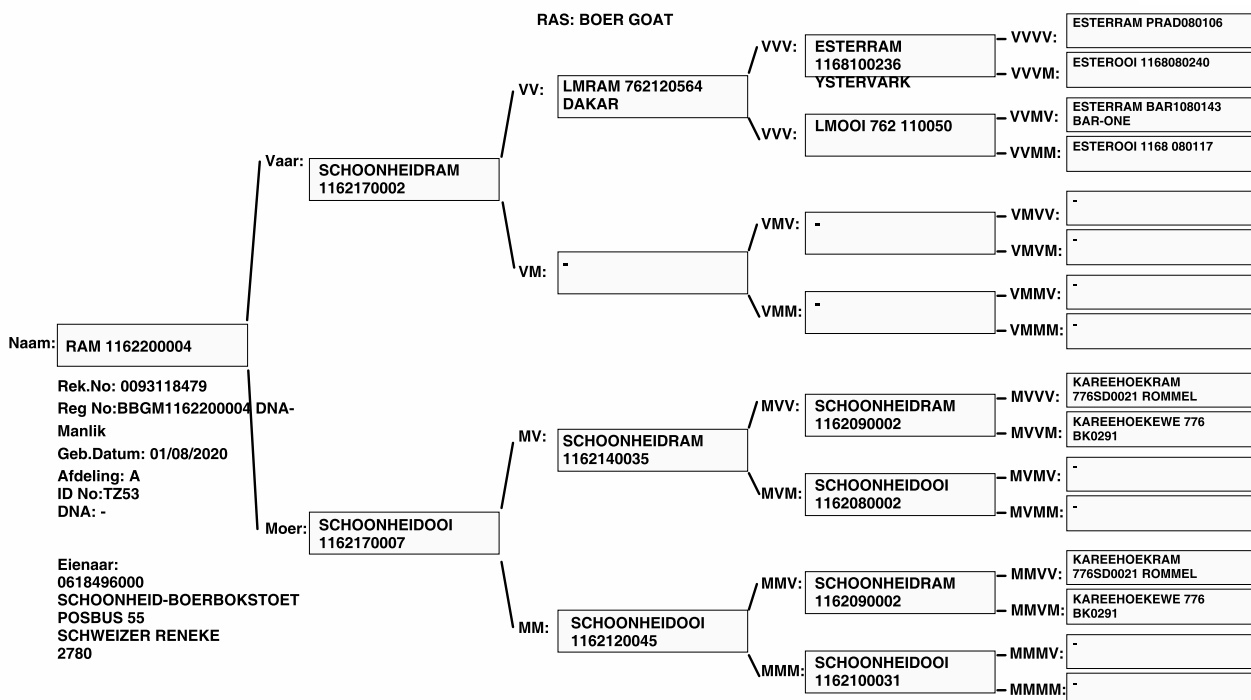 RAS: BOER GOAT
Naam:
RAM 1162200004
Rek.No: 0093118479
Reg No:BBGM1162200004 DNA-
Manlik
Geb.Datum: 01/08/2020
Afdeling: A
ID No:TZ53
DNA: -
Eienaar:
0618496000
SCHOONHEID-BOERBOKSTOET
POSBUS 55
SCHWEIZER RENEKE
2780
Vaar:
SCHOONHEIDRAM
1162170002
Moer:
SCHOONHEIDOOI
1162170007
VV:
LMRAM 762120564
DAKAR
VM:
-
MV:
SCHOONHEIDRAM
1162140035
MM:
SCHOONHEIDOOI
1162120045
VVV:
ESTERRAM
1168100236
YSTERVARK
VVV:
LMOOI 762 110050
VMV:
-
VMM:
-
MVV:
SCHOONHEIDRAM
1162090002
MVM:
SCHOONHEIDOOI
1162080002
MMV:
SCHOONHEIDRAM
1162090002
MMM:
SCHOONHEIDOOI
1162100031
VVVV:
ESTERRAM PRAD080106
VVVM:
ESTEROOI 1168080240
VVMV:
ESTERRAM BAR1080143
BAR-ONE
VVMM:
ESTEROOI 1168 080117
VMVV:
-
VMVM:
-
VMMV:
-
VMMM:
-
MVVV:
KAREEHOEKRAM
776SD0021 ROMMEL
MVVM:
KAREEHOEKEWE 776
BK0291
MVMV:
-
MVMM:
-
MMVV:
KAREEHOEKRAM
776SD0021 ROMMEL
MMVM:
KAREEHOEKEWE 776
BK0291
MMMV:
-
MMMM:
-